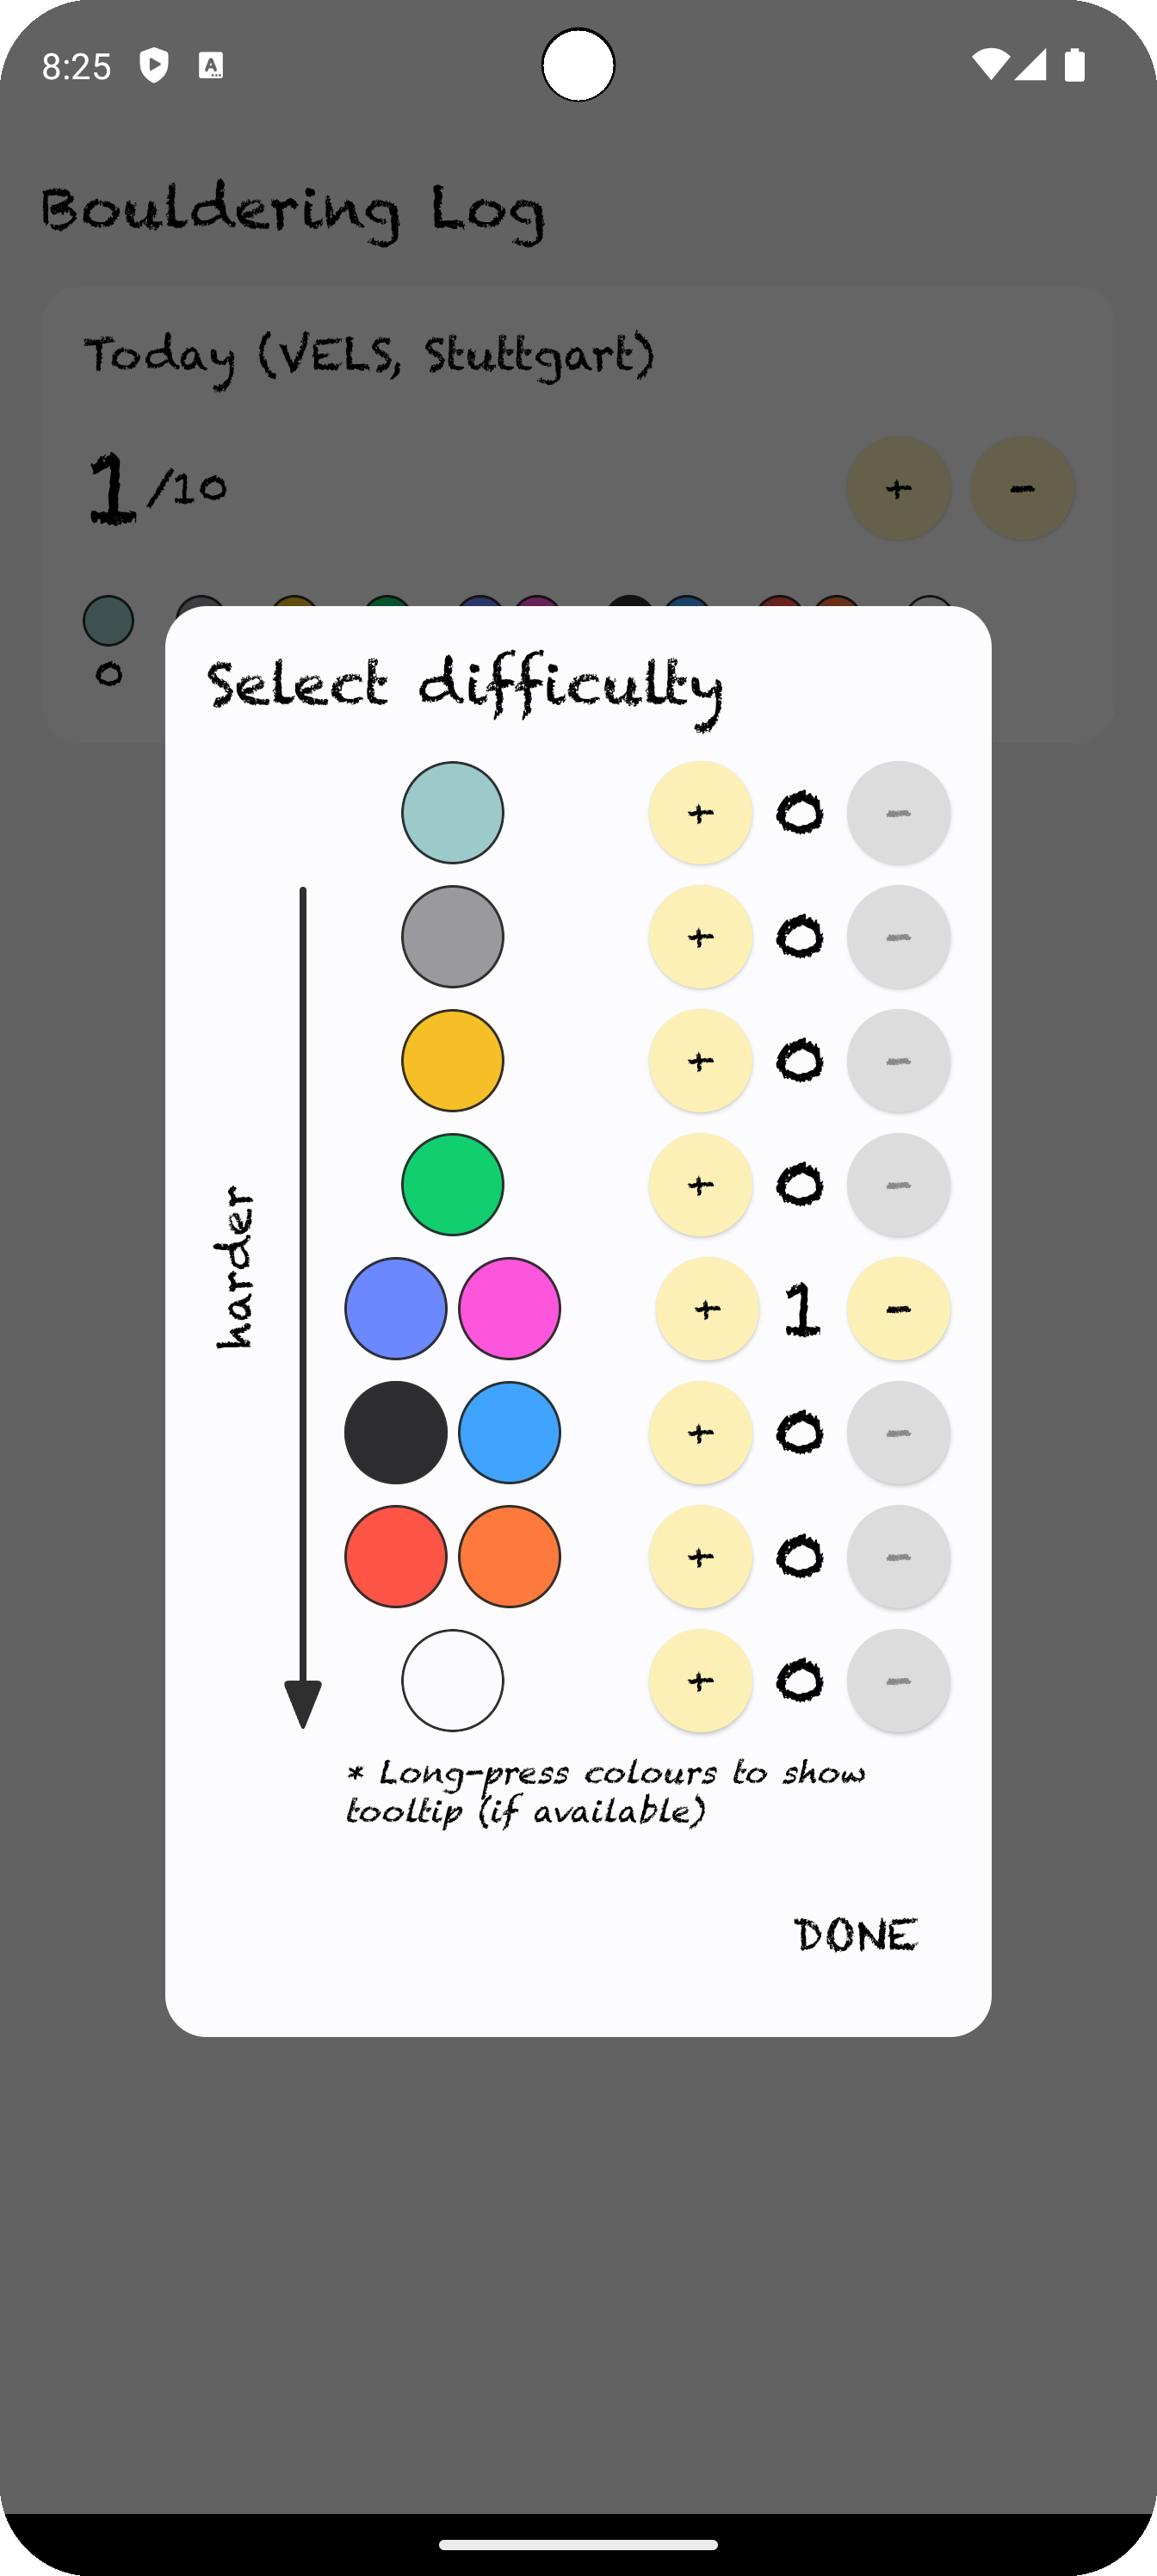 8:25
Bouldering Log
Today (VELS, Stuttgart)
1/10
+ -
0
Select difficulty
+ 0 -
+ 0 -
+ 0 -
+ 0 -
+ 1 -
+ 0 -
+ 0 -
+ 0 -
harder
* Long-press colours to show
tooltip (if available)
DONE